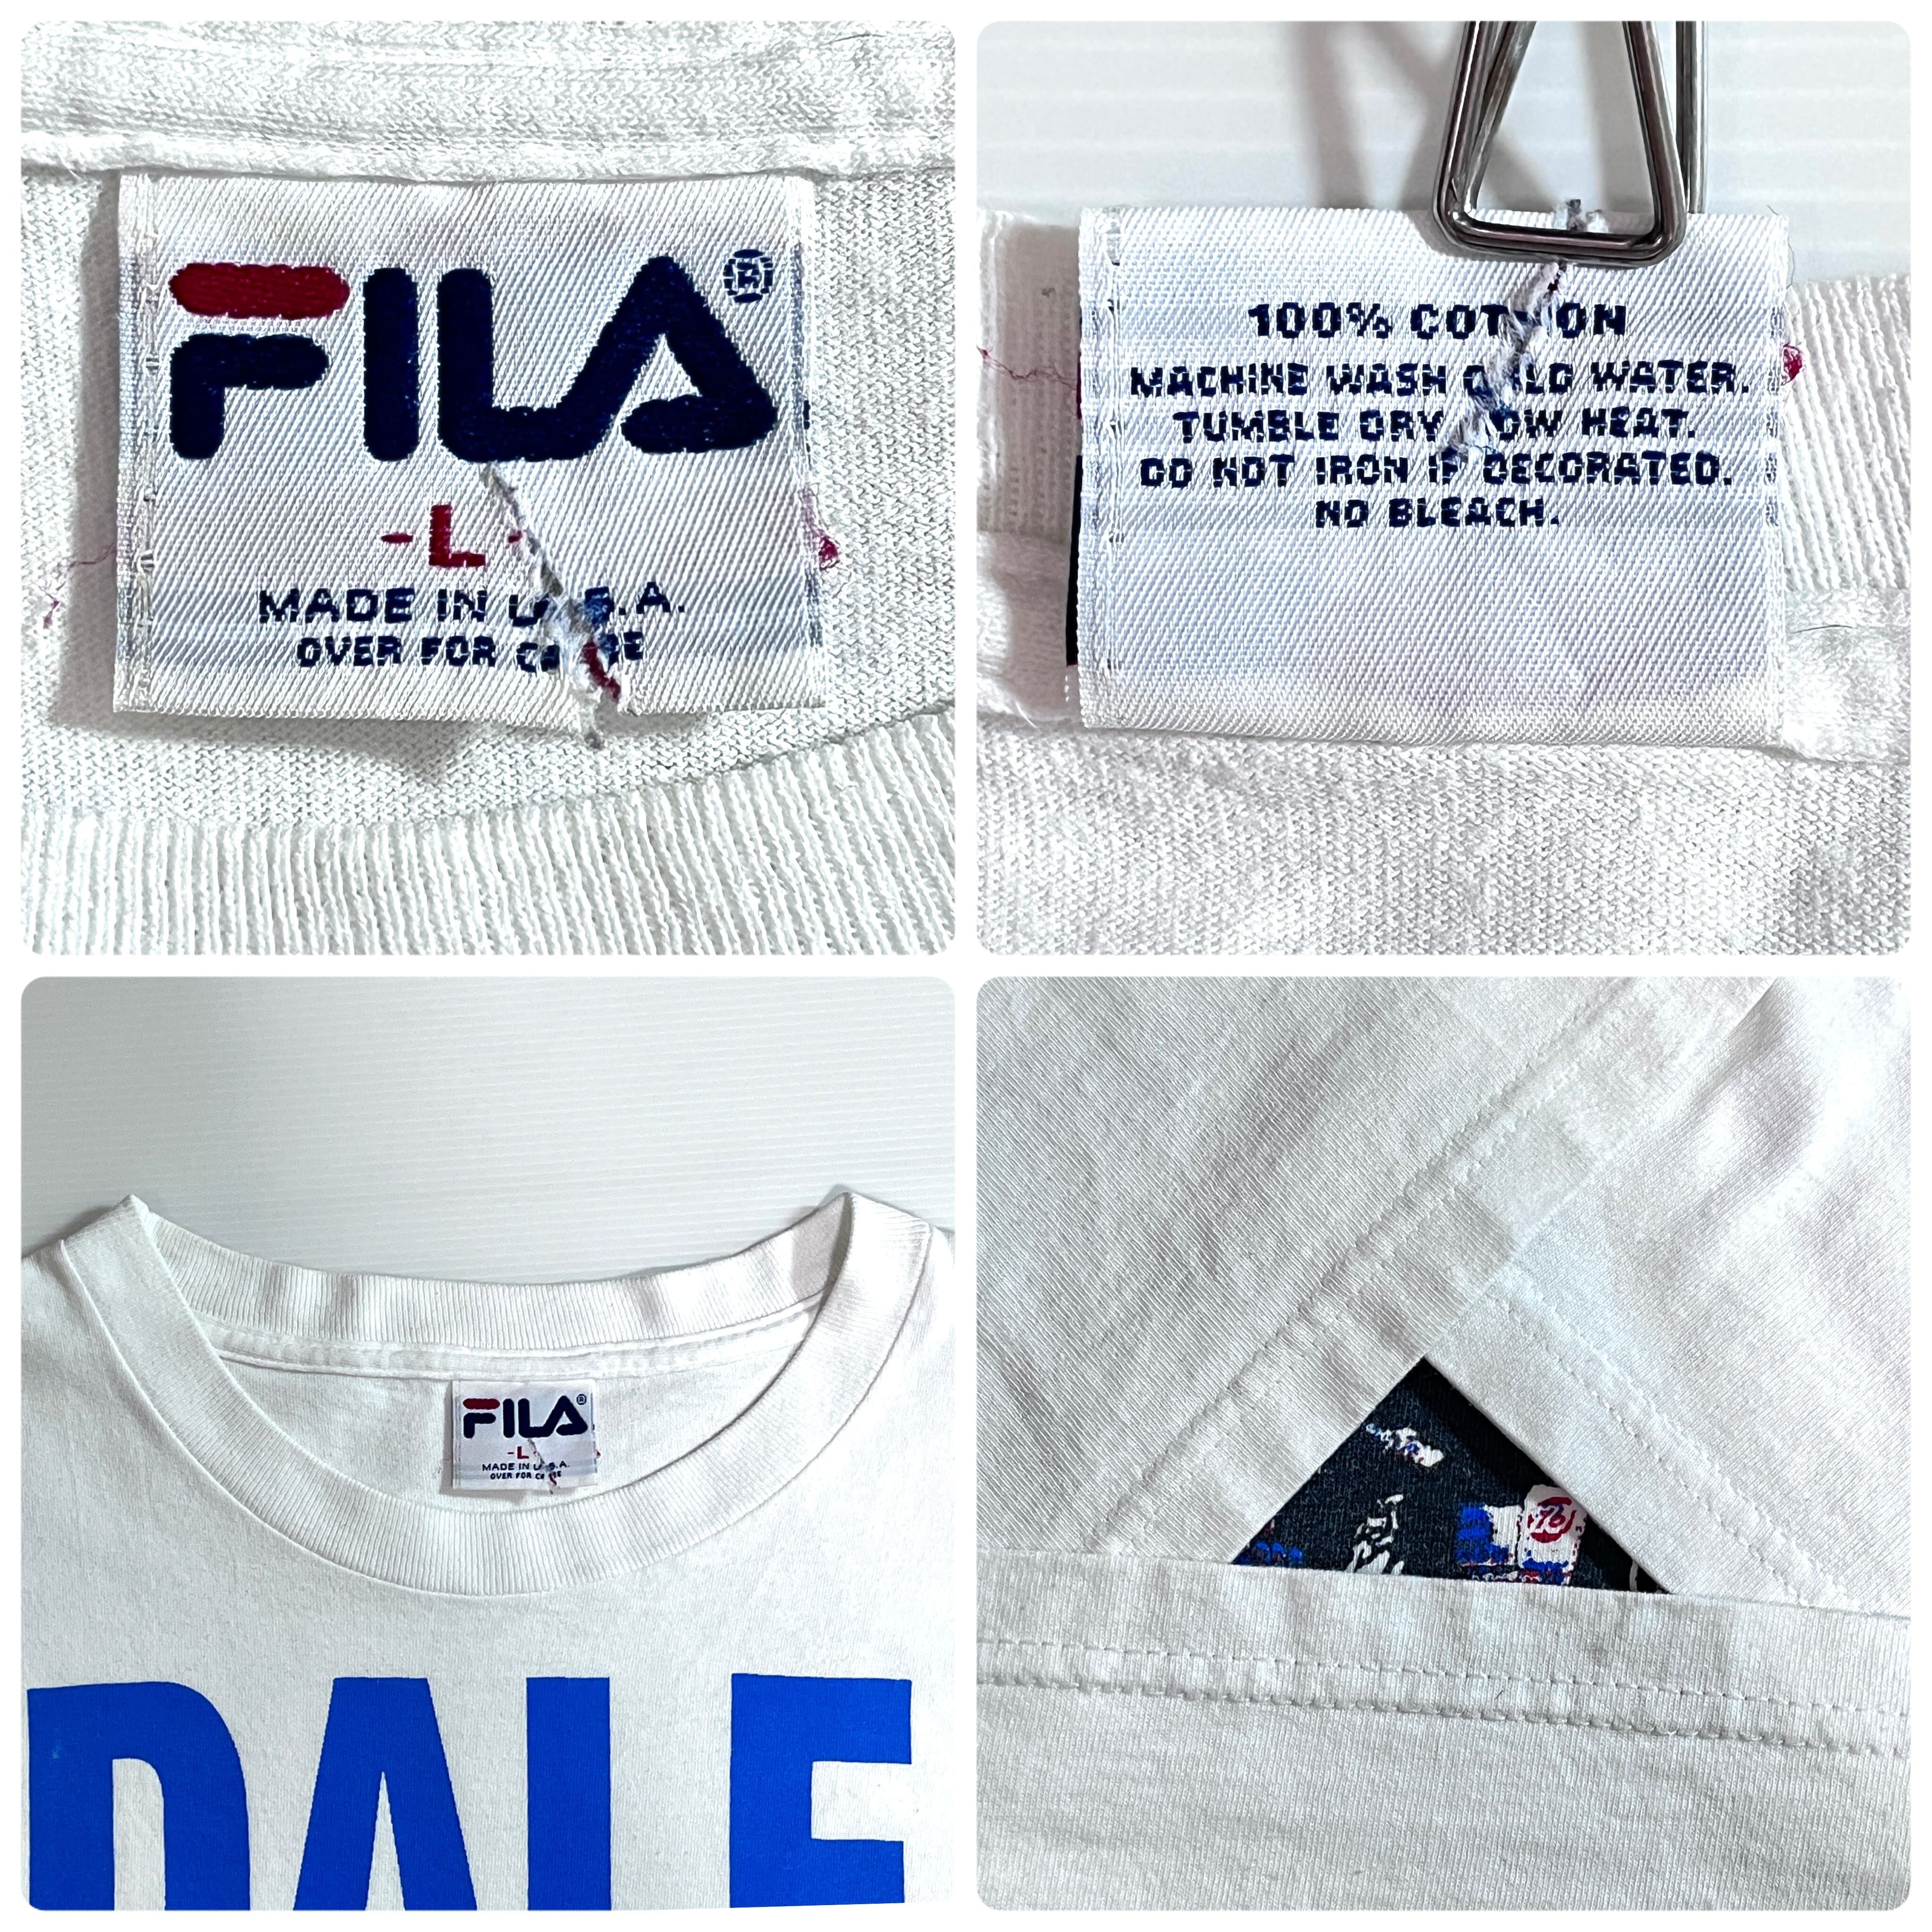 FILA®
-L-
MADE IN U.S.A.
OVER FOR CARE
100% COTTON
MACHINE WASH COLD WATER.
TUMBLE DRY LOW HEAT.
DO NOT IRON IF DECORATED.
NO BLEACH.
FILA®
-L-
MADE IN U.S.A.
OVER FOR CARE
DALE
76